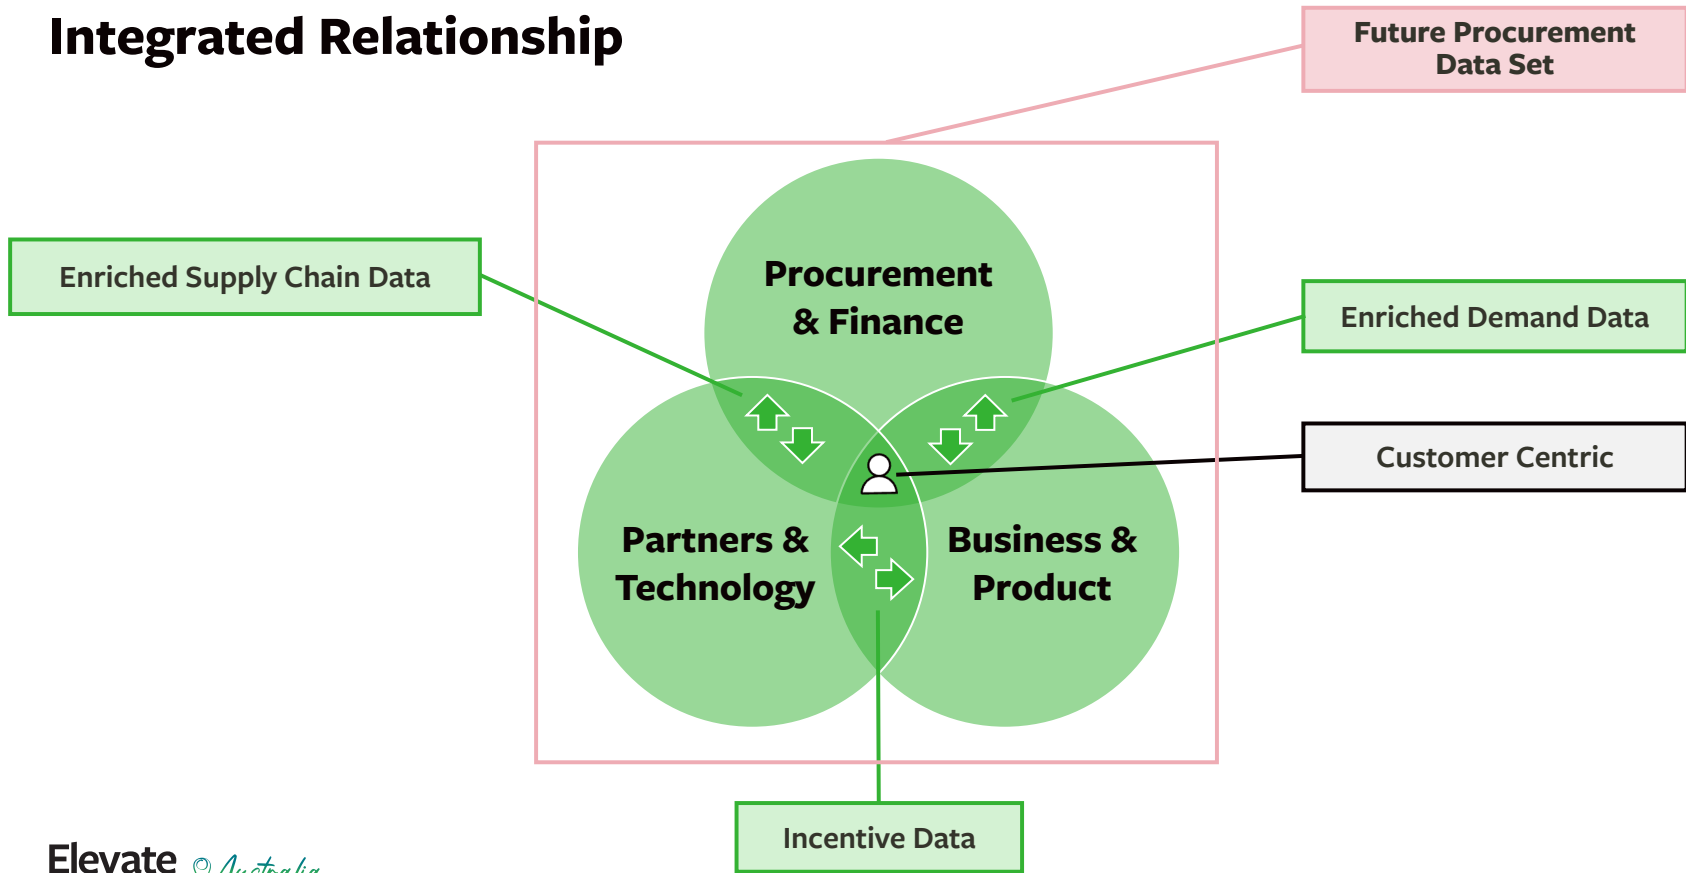 Integrated Relationship
Future Procurement
Data Set
Enriched Supply Chain Data
Procurement
& Finance
Enriched Demand Data
Customer Centric
Partners &
Technology
Business &
Product
Incentive Data
Elevate Australia